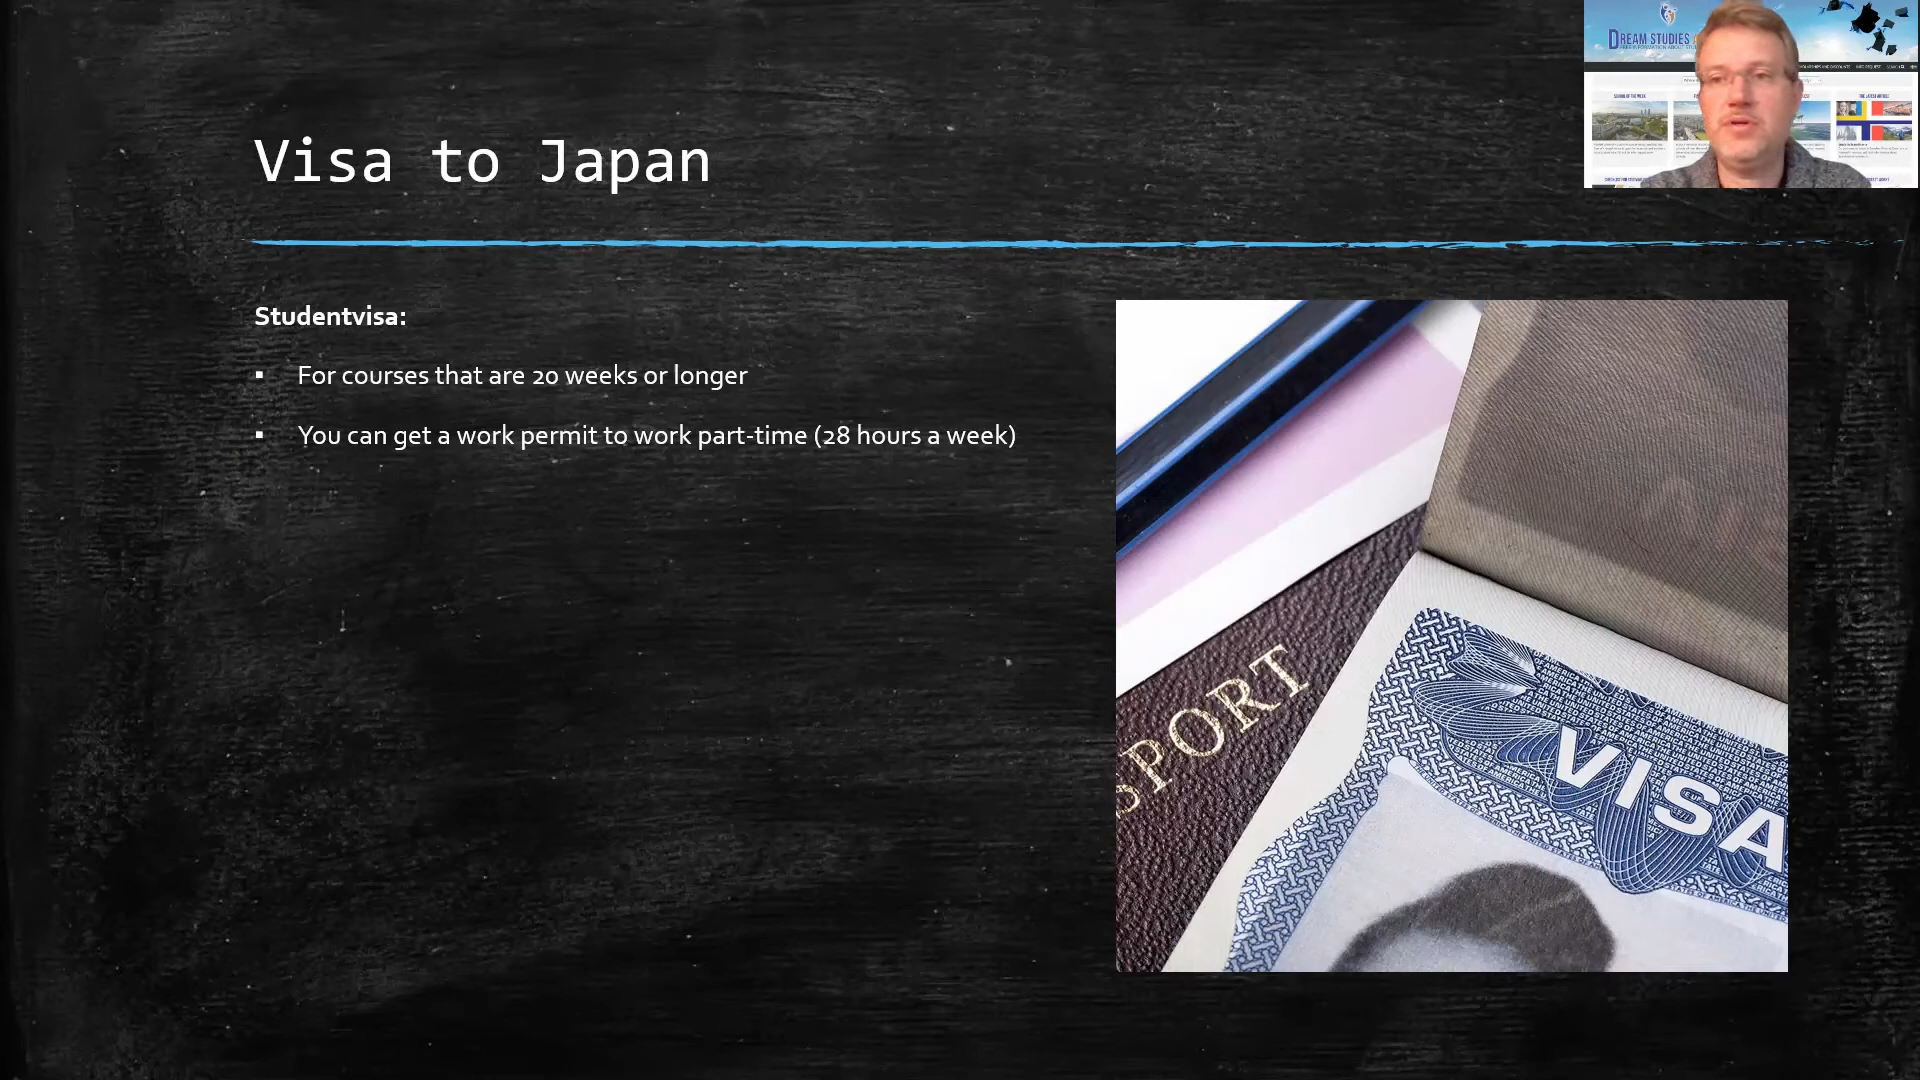 Visa to Japan
DREAM STUDIES
Studentvisa:
▪ For courses that are 20 weeks or longer
▪ You can get a work permit to work part-time (28 hours a week)
SPORT
VISA